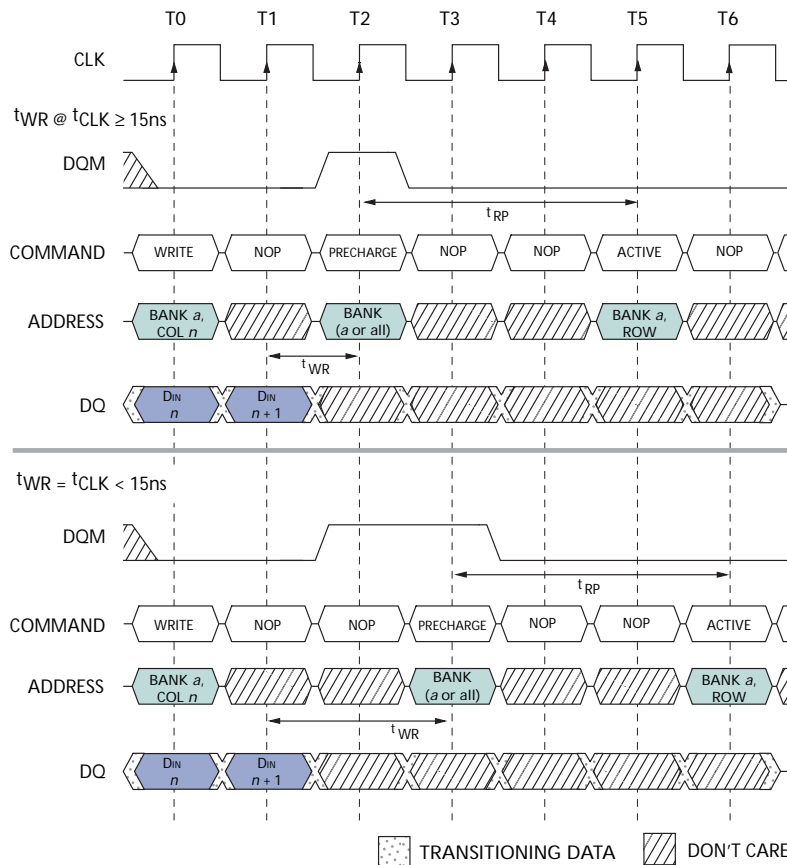 T0 T1 T2 T3 T4 T5 T6
CLK
tWR @ tCLK ≥ 15ns
DQM
tRP
COMMAND WRITE NOP PRECHARGE NOP NOP ACTIVE NOP
ADDRESS BANK a, COL n BANK (a or all) BANK a, ROW
tWR
DQ DIN n DIN n + 1
tWR = tCLK < 15ns
DQM
tRP
COMMAND WRITE NOP NOP PRECHARGE NOP NOP ACTIVE
ADDRESS BANK a, COL n BANK (a or all) BANK a, ROW
tWR
DQ DIN n DIN n + 1
TRANSITIONING DATA DON'T CARE